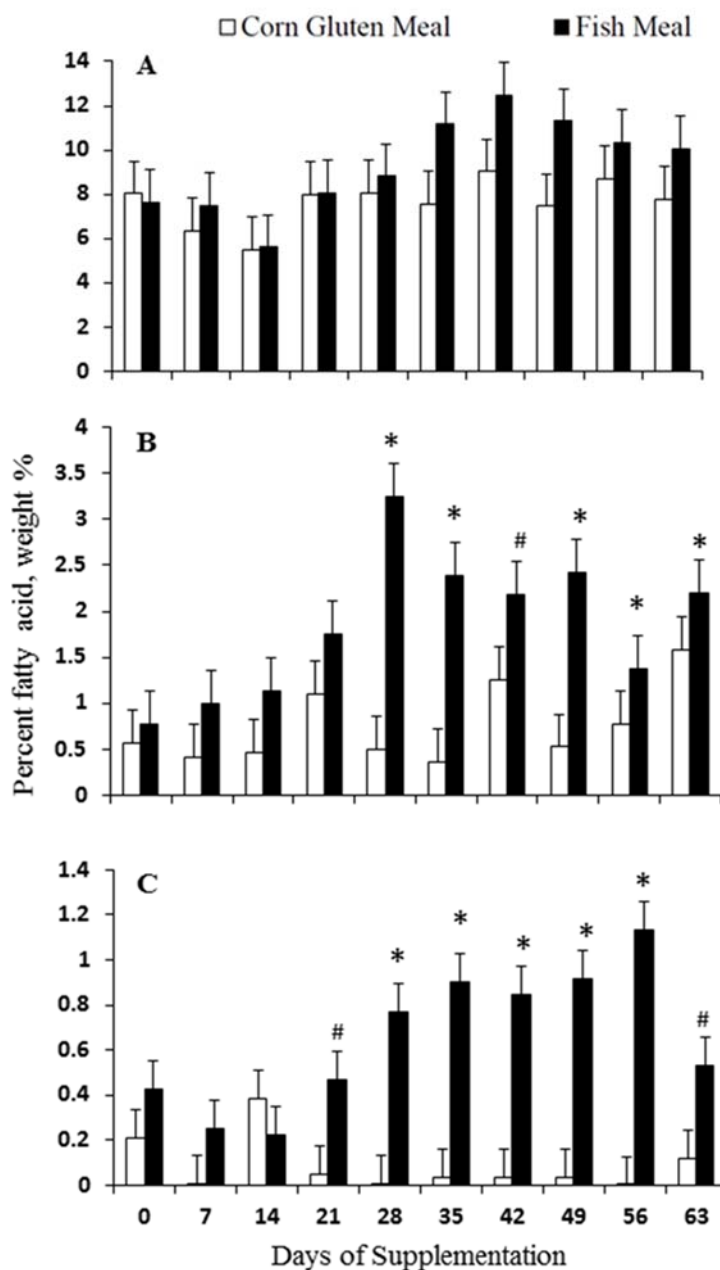 Corn Gluten Meal Fish Meal
A
14
12
10
8
6
4
2
0
Percent fatty acid, weight %
B
4
3.5
3
2.5
2
1.5
1
0.5
0
* * # * * *
C
1.4
1.2
1
0.8
0.6
0.4
0.2
0
# * * * * * #
0 7 14 21 28 35 42 49 56 63
Days of Supplementation